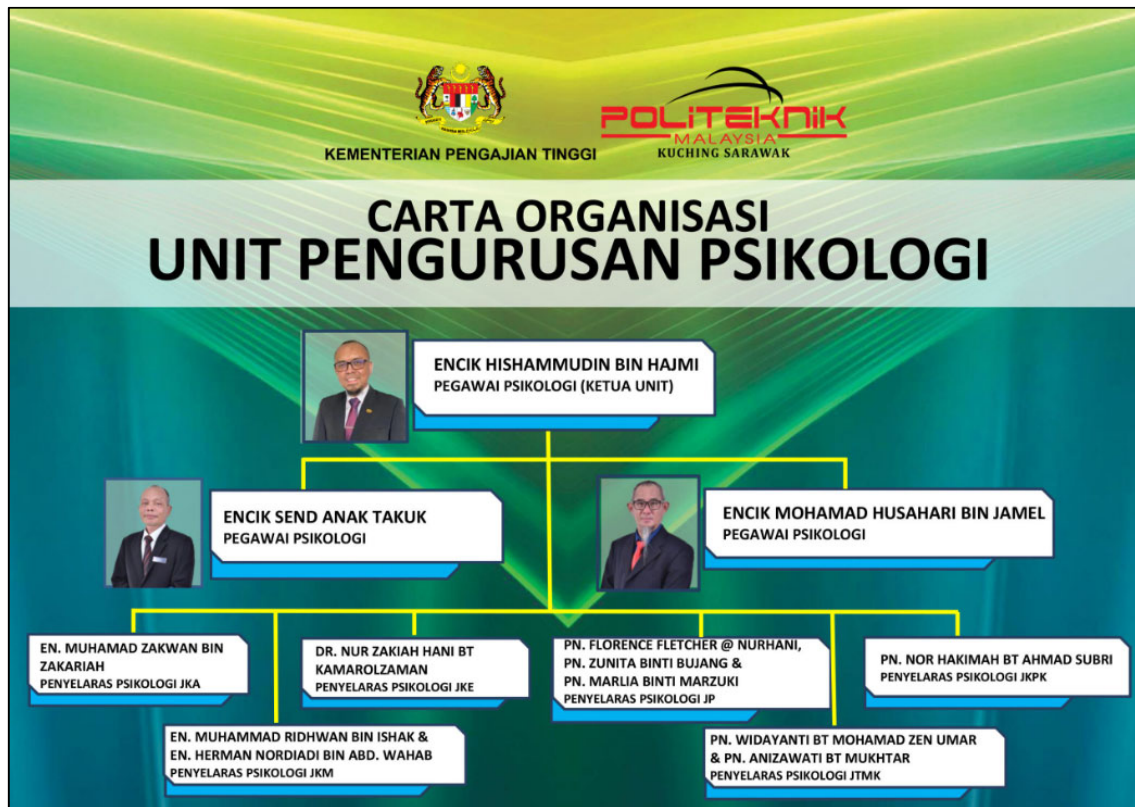 KEMENTERIAN PENGAJIAN TINGGI
POLITEKNIK
MALAYSIA
KUCHING SARAWAK
CARTA ORGANISASI
UNIT PENGURUSAN PSIKOLOGI
ENCIK HISHAMMUDIN BIN HAJMI
PEGAWAI PSIKOLOGI (KETUA UNIT)
ENCIK SEND ANAK TAKUK
PEGAWAI PSIKOLOGI
ENCIK MOHAMAD HUSAHARI BIN JAMEL
PEGAWAI PSIKOLOGI
EN. MUHAMAD ZAKWAN BIN
ZAKARIAH
PENYELARAS PSIKOLOGI JKA
DR. NUR ZAKIAH HANI BT
KAMAROLZAMAN
PENYELARAS PSIKOLOGI JKE
PN. FLORENCE FLETCHER @ NURHANI,
PN. ZUNITA BINTI BUJANG &
PN. MARLIA BINTI MARZUKI
PENYELARAS PSIKOLOGI JP
PN. NOR HAKIMAH BT AHMAD SUBRI
PENYELARAS PSIKOLOGI JKPK
EN. MUHAMMAD RIDHWAN BIN ISHAK &
EN. HERMAN NORDIADI BIN ABD. WAHAB
PENYELARAS PSIKOLOGI JKM
PN. WIDAYANTI BT MOHAMAD ZEN UMAR
& PN. ANIZAWATI BT MUKHTAR
PENYELARAS PSIKOLOGI JTMK